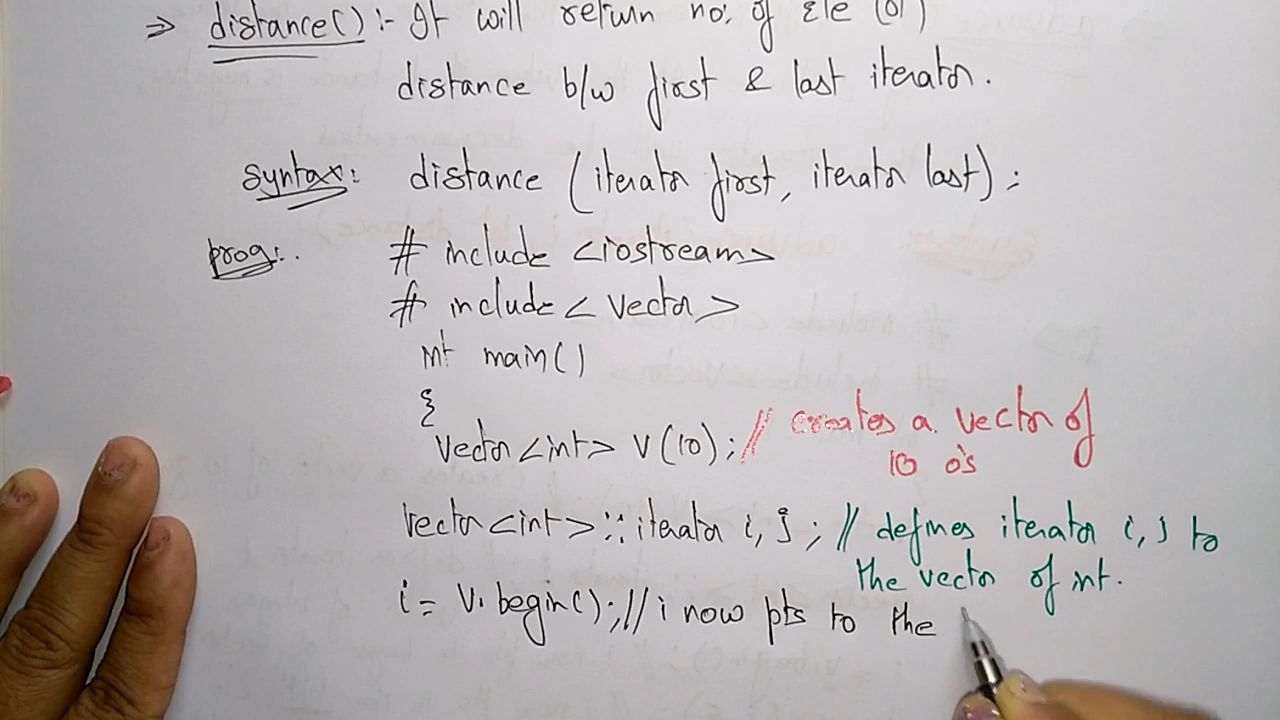 ⇒ distance() :- It will return no. of ele (or)
distance b/w first & last iterator.
Syntax: distance (iterator first, iterator last);
prog:. # include <iostream>
# include < vector >
int main()
{
vector <int> v(10); // creates a vector of
10 0's
vector <int> :: iterator i, j ; // defines iterator i, j to
the vector of int.
i = v. begin(); // i now pts to the